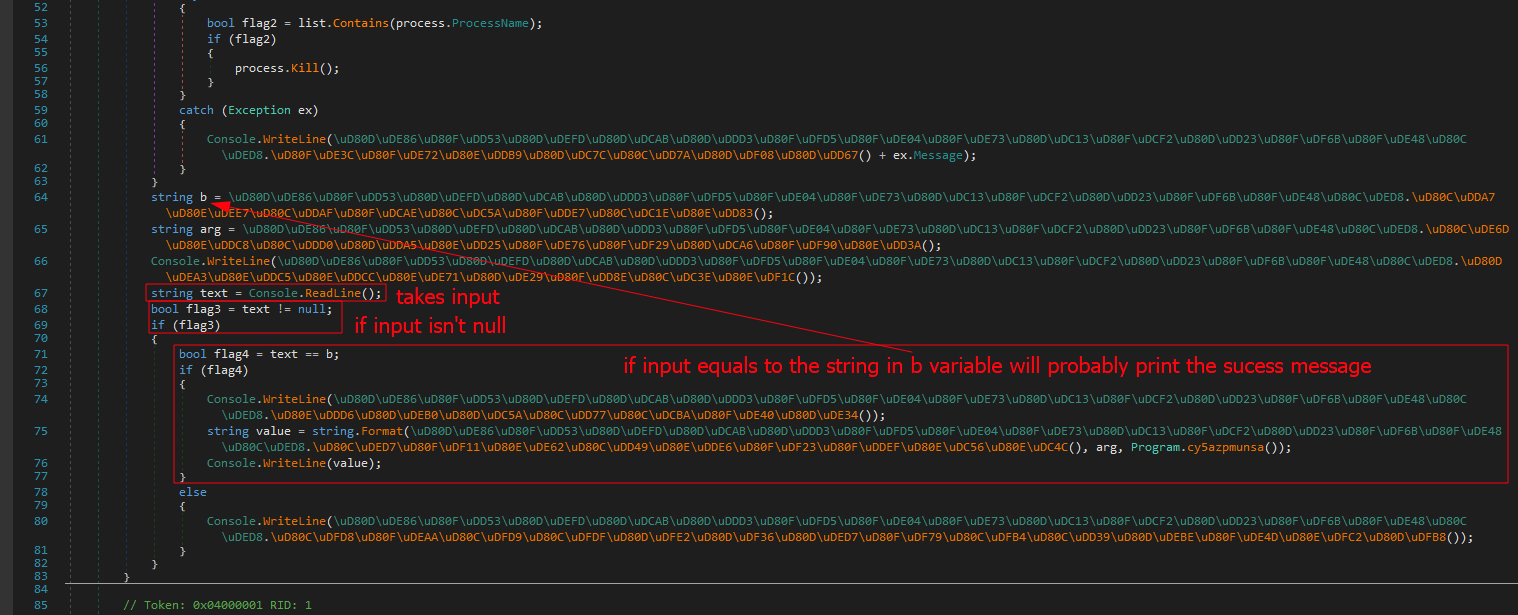 52 {
53 bool flag2 = list.Contains(process.ProcessName);
54 if (flag2)
55 {
56 process.Kill();
57 }
58 }
59 catch (Exception ex)
60 {
61 Console.WriteLine(\uD80D\uDE86\uD80F\uDD53\uD80D\uDEFD\uD80D\uDCAB\uD80D\uDDD3\uD80F\uDFD5\uD80F\uDE04\uD80F\uDE73\uD80D\uDC13\uD80F\uDCF2\uD80D\uDD23\uD80F\uDF6B\uD80F\uDE48\uD80C
\uDED8.\uD80F\uDE3C\uD80F\uDE72\uD80E\uDDB9\uD80D\uDC7C\uD80C\uDD7A\uD80D\uDF08\uD80D\uDD67() + ex.Message);
62 }
63 }
64 string b = \uD80D\uDE86\uD80F\uDD53\uD80D\uDEFD\uD80D\uDCAB\uD80D\uDDD3\uD80F\uDFD5\uD80F\uDE04\uD80F\uDE73\uD80D\uDC13\uD80F\uDCF2\uD80D\uDD23\uD80F\uDF6B\uD80F\uDE48\uD80C\uDED8.\uD80C\uDDA7
\uD80E\uDEE7\uD80C\uDDAF\uD80F\uDCAE\uD80C\uDC5A\uD80F\uDDE7\uD80C\uDC1E\uD80E\uDD83();
65 string arg = \uD80D\uDE86\uD80F\uDD53\uD80D\uDEFD\uD80D\uDCAB\uD80D\uDDD3\uD80F\uDFD5\uD80F\uDE04\uD80F\uDE73\uD80D\uDC13\uD80F\uDCF2\uD80D\uDD23\uD80F\uDF6B\uD80F\uDE48\uD80C\uDED8.\uD80C\uDE6D
\uD80E\uDDC8\uD80C\uDDD0\uD80D\uDDA5\uD80E\uDD25\uD80F\uDE76\uD80F\uDF29\uD80D\uDCA6\uD80F\uDF90\uD80E\uDD3A();
66 Console.WriteLine(\uD80D\uDE86\uD80F\uDD53\uD80D\uDEFD\uD80D\uDCAB\uD80D\uDDD3\uD80F\uDFD5\uD80F\uDE04\uD80F\uDE73\uD80D\uDC13\uD80F\uDCF2\uD80D\uDD23\uD80F\uDF6B\uD80F\uDE48\uD80C\uDED8.\uD80D
\uDEA3\uD80E\uDDC5\uD80E\uDDCC\uD80E\uDE71\uD80D\uDE29\uD80F\uDD8E\uD80C\uDC3E\uD80E\uDF1C());
67 string text = Console.ReadLine(); takes input
68 bool flag3 = text != null;
69 if (flag3) if input isn't null
70 {
71 bool flag4 = text == b; if input equals to the string in b variable will probably print the sucess message
72 if (flag4)
73 {
74 Console.WriteLine(\uD80D\uDE86\uD80F\uDD53\uD80D\uDEFD\uD80D\uDCAB\uD80D\uDDD3\uD80F\uDFD5\uD80F\uDE04\uD80F\uDE73\uD80D\uDC13\uD80F\uDCF2\uD80D\uDD23\uD80F\uDF6B\uD80F\uDE48\uD80C
\uDED8.\uD80E\uDDD6\uD80D\uDEB0\uD80D\uDC5A\uD80C\uDD77\uD80C\uDCBA\uD80F\uDE40\uD80D\uDE34());
75 string value = string.Format(\uD80D\uDE86\uD80F\uDD53\uD80D\uDEFD\uD80D\uDCAB\uD80D\uDDD3\uD80F\uDFD5\uD80F\uDE04\uD80F\uDE73\uD80D\uDC13\uD80F\uDCF2\uD80D\uDD23\uD80F\uDF6B\uD80F\uDE48
\uD80C\uDED8.\uD80C\uDED7\uD80F\uDF11\uD80E\uDE62\uD80C\uDD49\uD80E\uDDE6\uD80F\uDF23\uD80F\uDDEF\uD80E\uDC56\uD80E\uDC4C(), arg, Program.cy5azpmunsa());
76 Console.WriteLine(value);
77 }
78 else
79 {
80 Console.WriteLine(\uD80D\uDE86\uD80F\uDD53\uD80D\uDEFD\uD80D\uDCAB\uD80D\uDDD3\uD80F\uDFD5\uD80F\uDE04\uD80F\uDE73\uD80D\uDC13\uD80F\uDCF2\uD80D\uDD23\uD80F\uDF6B\uD80F\uDE48\uD80C
\uDED8.\uD80C\uDFD8\uD80F\uDEAA\uD80C\uDFD9\uD80C\uDFDF\uD80D\uDFE2\uD80D\uDF36\uD80D\uDED7\uD80F\uDF79\uD80C\uDFB4\uD80C\uDD39\uD80D\uDEBE\uD80F\uDE4D\uD80E\uDFC2\uD80D\uDFB8());
81 }
82 }
83 }
84
85 // Token: 0x04000001 RID: 1